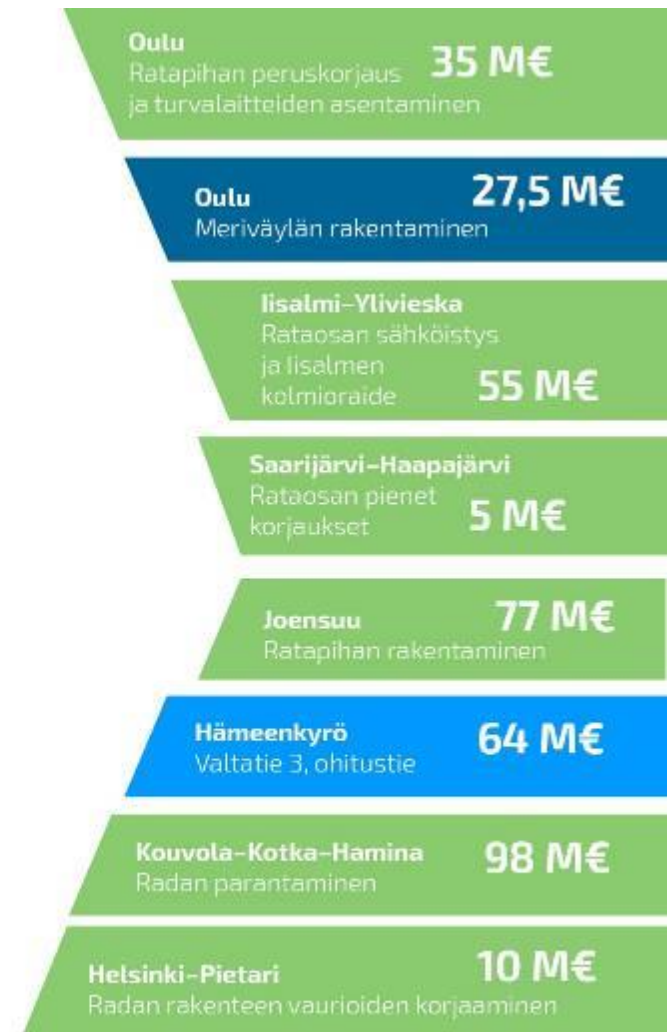 Oulu
Ratapihan peruskorjaus
ja turvalaitteiden asentaminen
35 M€
Oulu
Meriväylän rakentaminen
27,5 M€
Iisalmi–Ylivieska
Rataosan sähköistys
ja Iisalmen
kolmioraide
55 M€
Saarijärvi–Haapajärvi
Rataosan pienet
korjaukset
5 M€
Joensuu
Ratapihan rakentaminen
77 M€
Hämeenkyrö
Valtatie 3, ohitustie
64 M€
Kouvola–Kotka–Hamina
Radan parantaminen
98 M€
Helsinki–Pietari
Radan rakenteen vaurioiden korjaaminen
10 M€